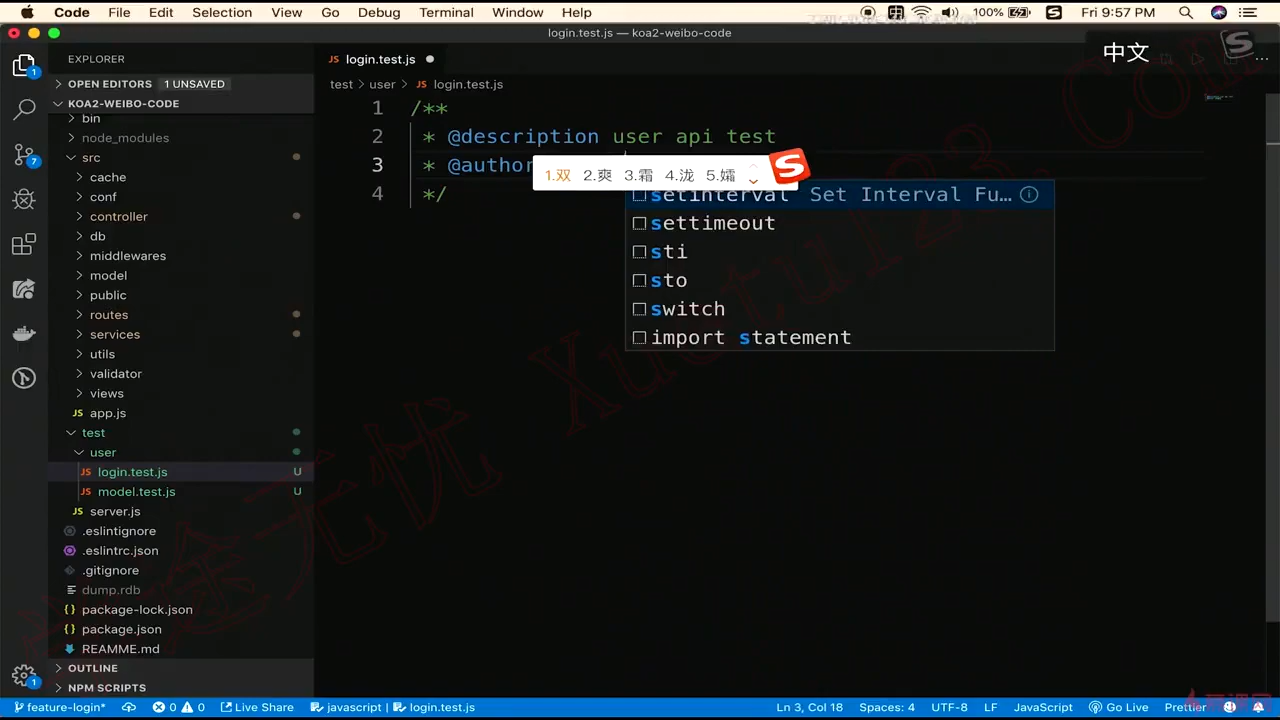 Code File Edit Selection View Go Debug Terminal Window Help 100% Fri 9:57 PM
login.test.js — koa2-weibo-code
中文
EXPLORER
OPEN EDITORS 1 UNSAVED
KOA2-WEIBO-CODE
bin
node_modules
src
cache
conf
controller
db
middlewares
model
public
routes
services
utils
validator
views
JS app.js
test
user
JS login.test.js U
JS model.test.js U
JS server.js
.eslintignore
.eslintrc.json
.gitignore
dump.rdb
package-lock.json
package.json
REAMME.md
OUTLINE
NPM SCRIPTS
JS login.test.js
test > user > JS login.test.js
1 /**
2 * @description user api test
3 * @author
4 */
1.双 2.爽 3.霜 4.泷 5.孀
setinterval Set Interval Fu…
settimeout
sti
sto
switch
import statement
feature-login* 0 0 Live Share javascript | login.test.js Ln 3, Col 18 Spaces: 4 UTF-8 LF JavaScript Go Live Prettier